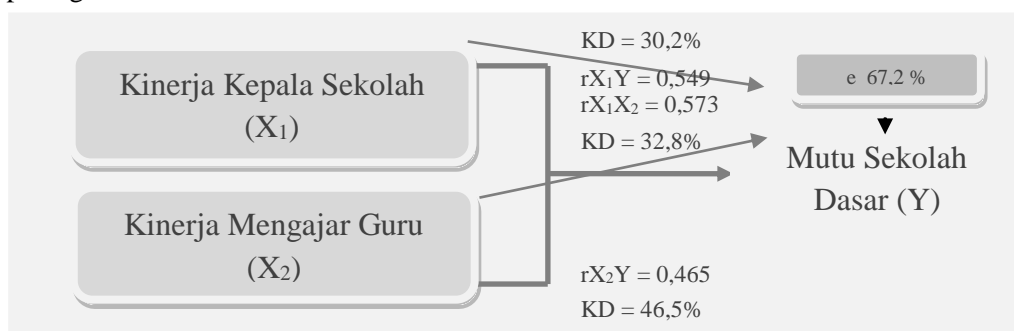 Kinerja Kepala Sekolah
(X₁)
Kinerja Mengajar Guru
(X₂)
KD = 30,2%
rX₁Y = 0,549
rX₁X₂ = 0,573
KD = 32,8%
rX₂Y = 0,465
KD = 46,5%
e 67,2 %
Mutu Sekolah
Dasar (Y)